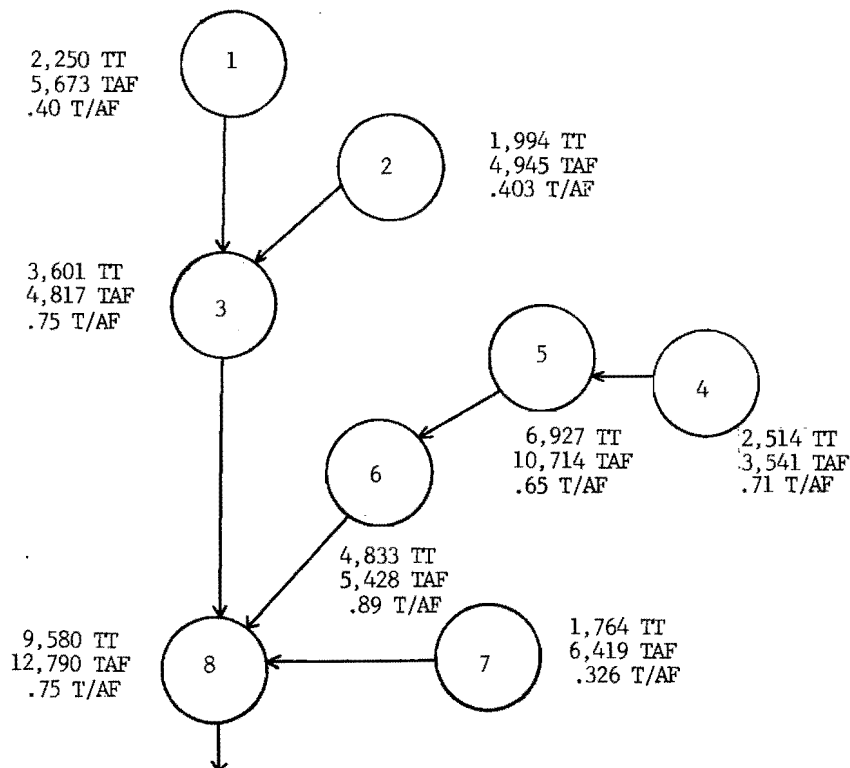 1
2,250 TT
5,673 TAF
.40 T/AF
2
1,994 TT
4,945 TAF
.403 T/AF
3
3,601 TT
4,817 TAF
.75 T/AF
5
4
6,927 TT
10,714 TAF
.65 T/AF
2,514 TT
3,541 TAF
.71 T/AF
6
4,833 TT
5,428 TAF
.89 T/AF
8
9,580 TT
12,790 TAF
.75 T/AF
7
1,764 TT
6,419 TAF
.326 T/AF